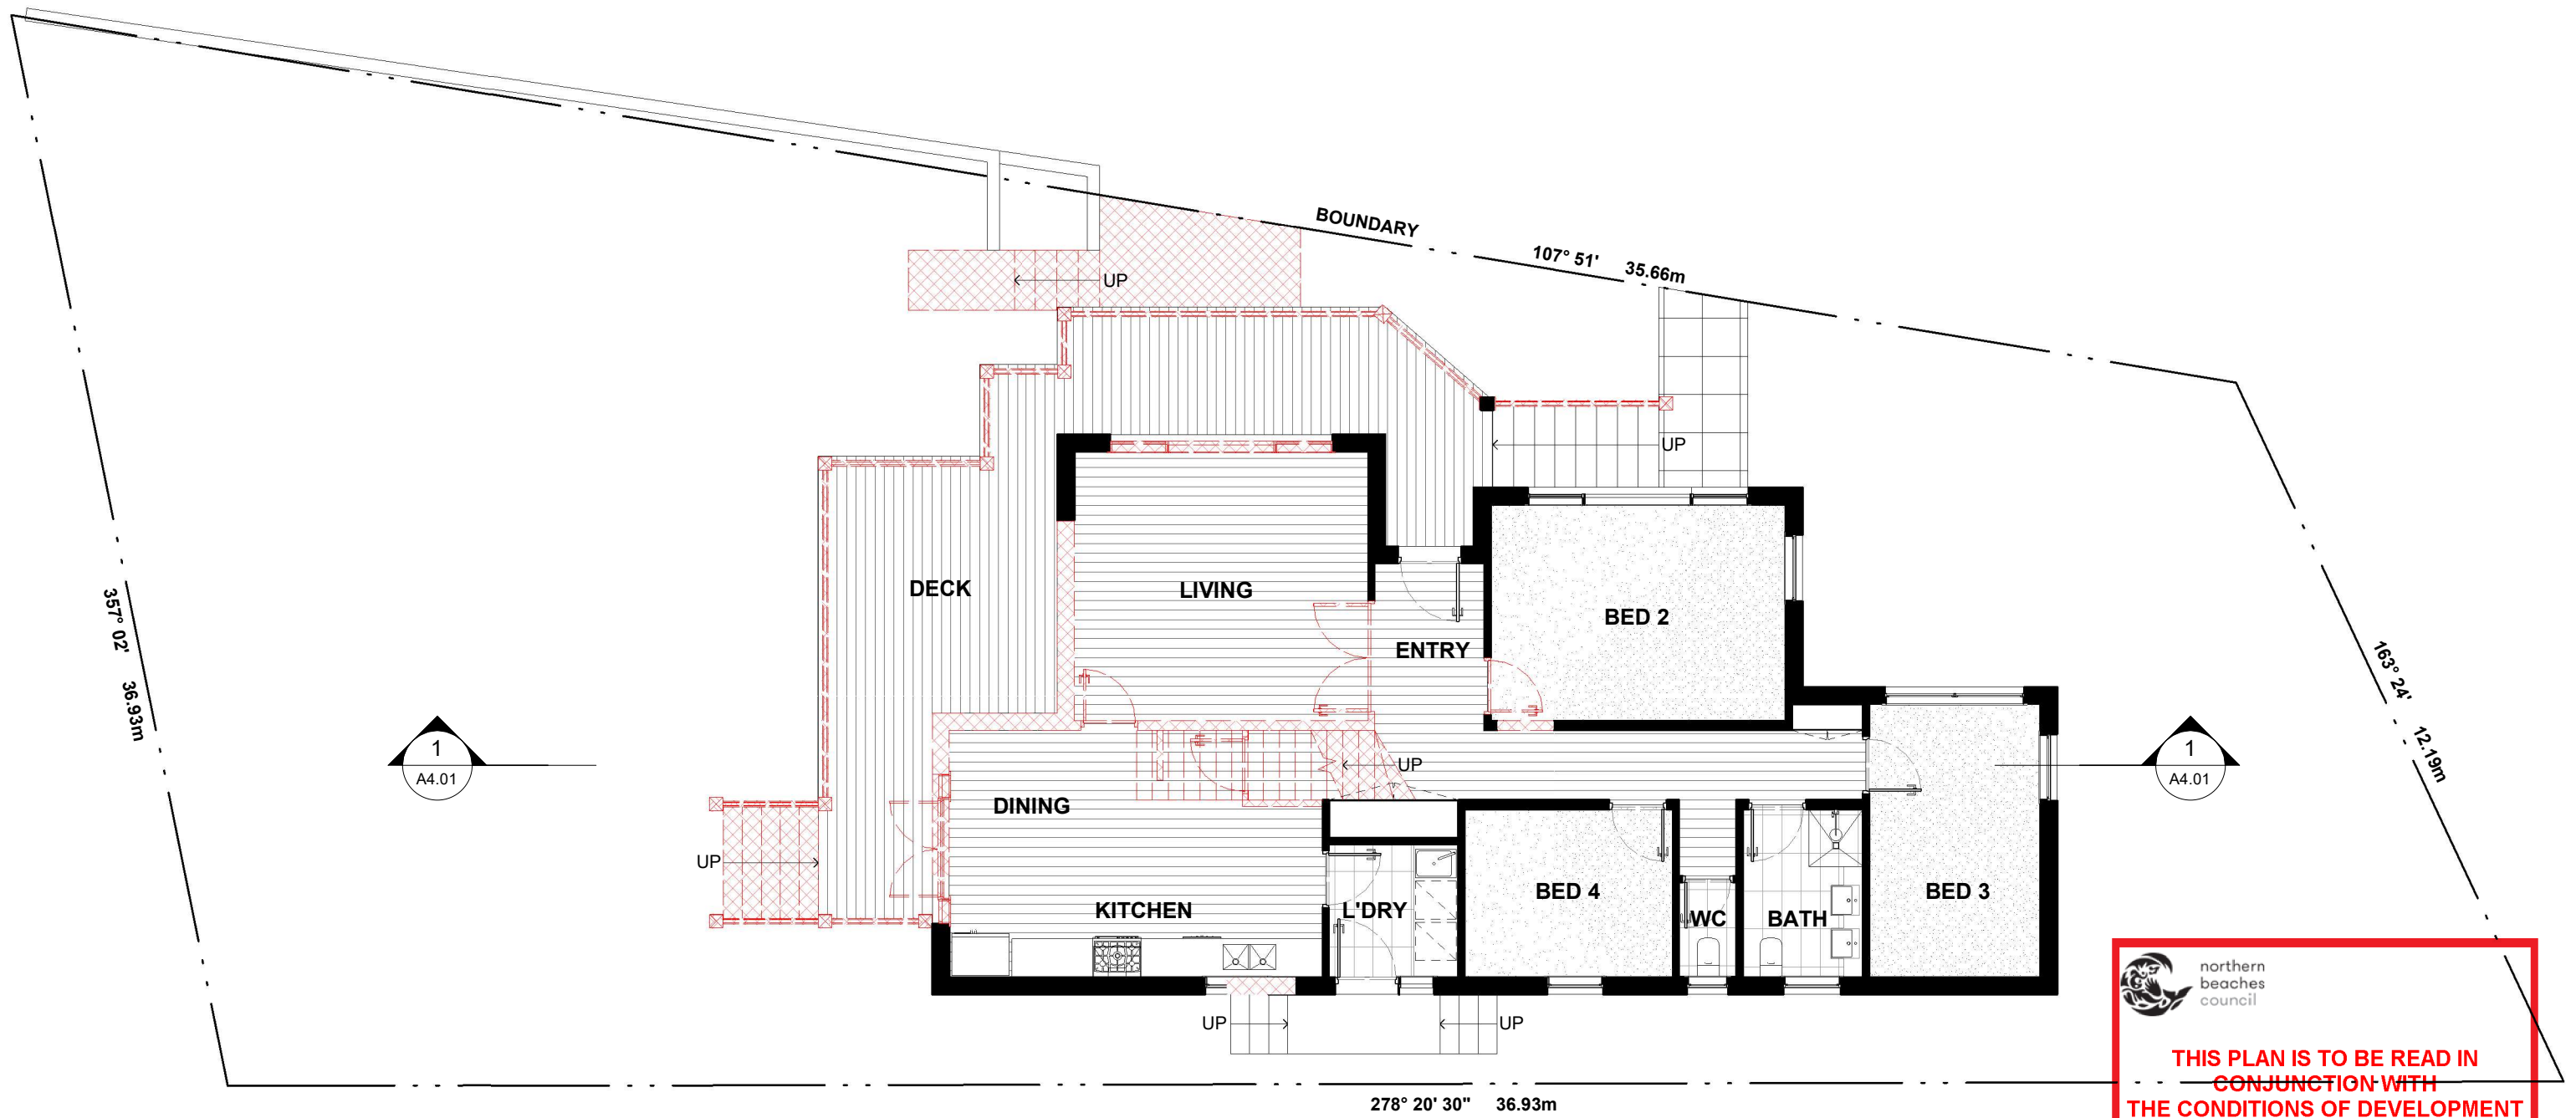 BOUNDARY
107° 51' 35.66m
UP
UP
DECK
LIVING
BED 2
ENTRY
357° 02' 36.93m
163° 24' 12.19m
1
A4.01
UP
1
A4.01
DINING
UP
KITCHEN
L'DRY
BED 4
WC
BATH
BED 3
UP
UP
278° 20' 30" 36.93m
northern
beaches
council
THIS PLAN IS TO BE READ IN
CONJUNCTION WITH
THE CONDITIONS OF DEVELOPMENT